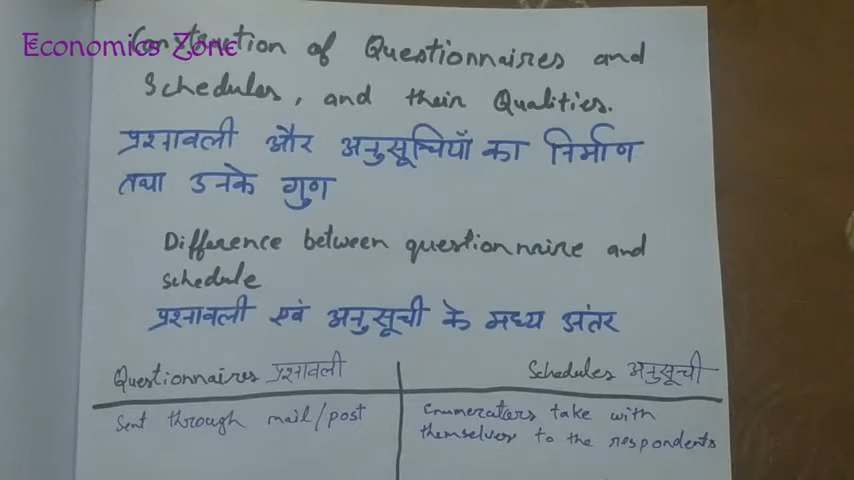 Economics Zone
Construction of Questionnaires and
Schedules, and their Qualities.
प्रश्नावली और अनुसूचियाँ का निर्माण
तथा उनके गुण
Difference between questionnaire and
schedule
प्रश्नावली एवं अनुसूची के मध्य अंतर
Questionnaires प्रश्नावली
Schedules अनुसूची
Sent through mail/post
Enumerators take with
themselves to the respondents